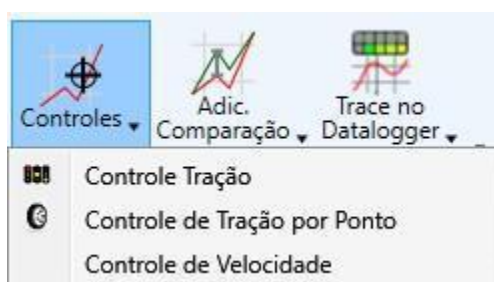 Controles
Adic.
Comparação
Trace no
Datalogger
Controle Tração
Controle de Tração por Ponto
Controle de Velocidade